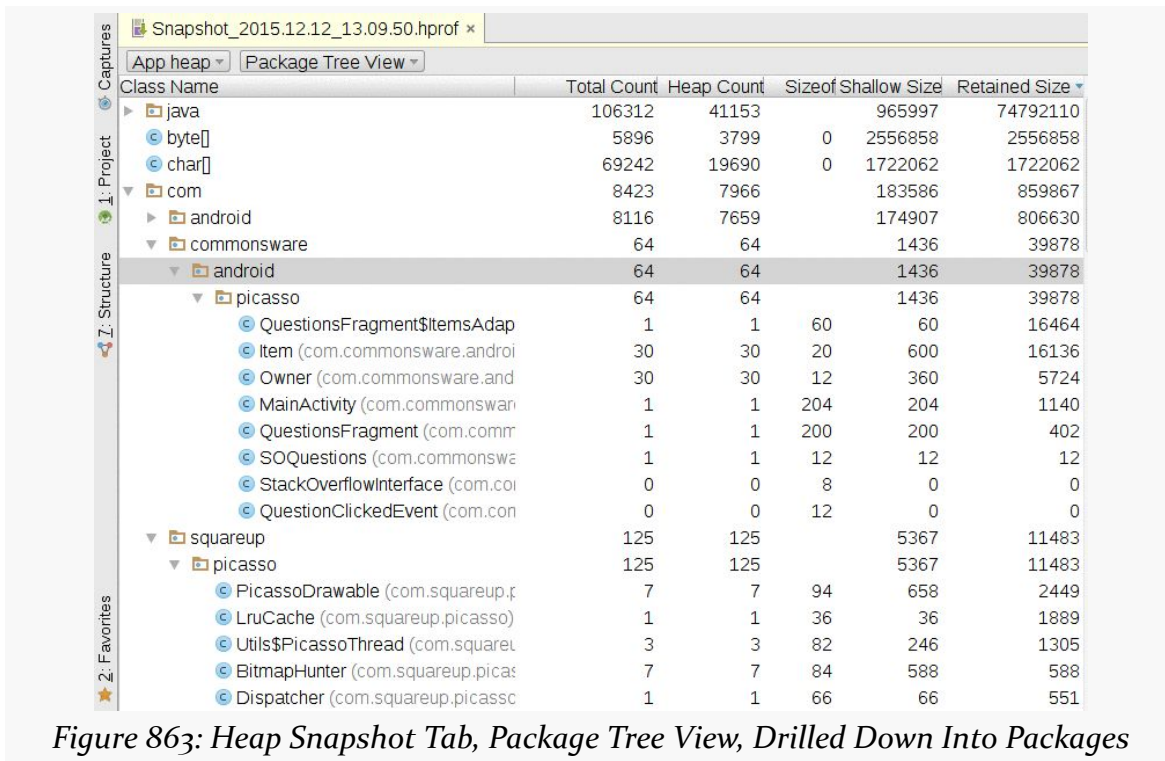 Captures
1: Project
7: Structure
2: Favorites
Snapshot_2015.12.12_13.09.50.hprof ×
App heap Package Tree View
Class Name Total Count Heap Count Sizeof Shallow Size Retained Size
java 106312 41153 965997 74792110
byte[] 5896 3799 0 2556858 2556858
char[] 69242 19690 0 1722062 1722062
com 8423 7966 183586 859867
android 8116 7659 174907 806630
commonsware 64 64 1436 39878
android 64 64 1436 39878
picasso 64 64 1436 39878
QuestionsFragment$ItemsAdap 1 1 60 60 16464
Item (com.commonsware.androi 30 30 20 600 16136
Owner (com.commonsware.and 30 30 12 360 5724
MainActivity (com.commonswar 1 1 204 204 1140
QuestionsFragment (com.comm 1 1 200 200 402
SOQuestions (com.commonswa 1 1 12 12 12
StackOverflowInterface (com.co 0 0 8 0 0
QuestionClickedEvent (com.con 0 0 12 0 0
squareup 125 125 5367 11483
picasso 125 125 5367 11483
PicassoDrawable (com.squareup.p 7 7 94 658 2449
LruCache (com.squareup.picasso) 1 1 36 36 1889
Utils$PicassoThread (com.squareu 3 3 82 246 1305
BitmapHunter (com.squareup.picas 7 7 84 588 588
Dispatcher (com.squareup.picasso 1 1 66 66 551
Figure 863: Heap Snapshot Tab, Package Tree View, Drilled Down Into Packages